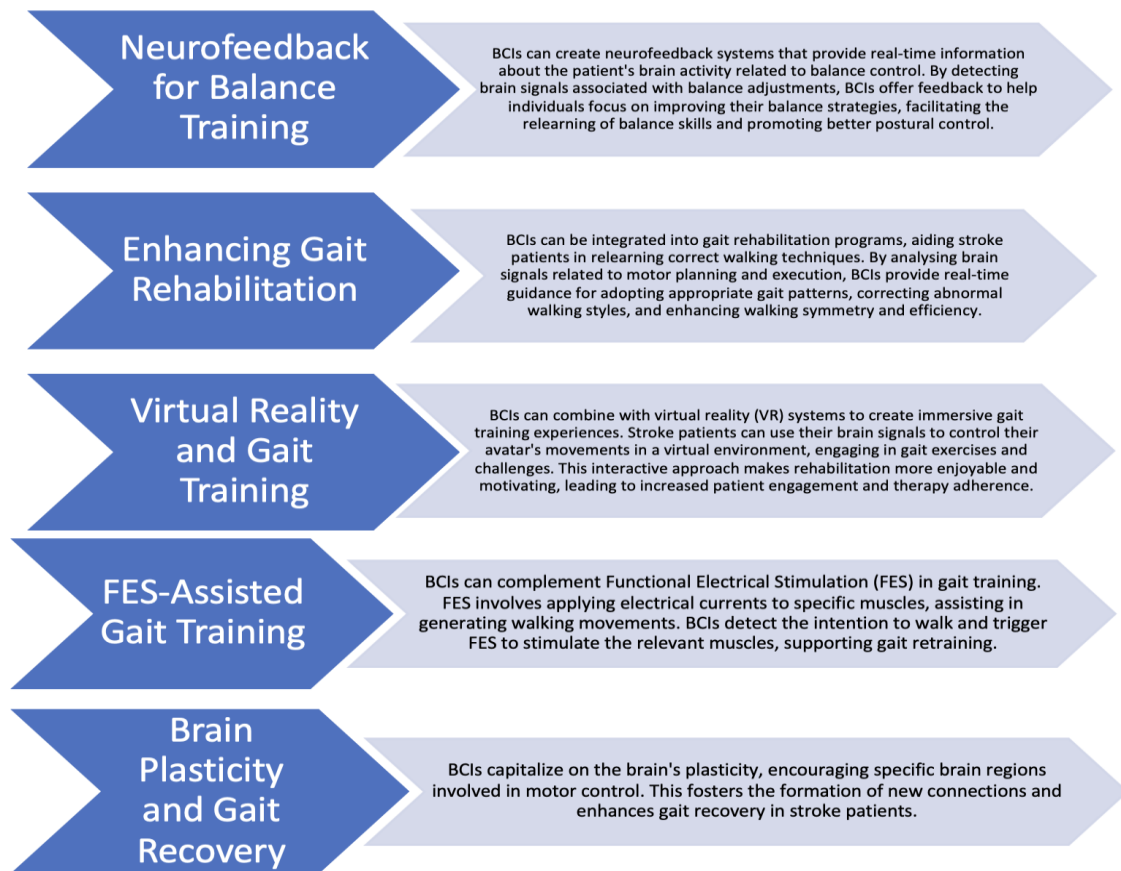 Neurofeedback
for Balance
Training
BCIs can create neurofeedback systems that provide real-time information
about the patient's brain activity related to balance control. By detecting
brain signals associated with balance adjustments, BCIs offer feedback to help
individuals focus on improving their balance strategies, facilitating the
relearning of balance skills and promoting better postural control.
Enhancing Gait
Rehabilitation
BCIs can be integrated into gait rehabilitation programs, aiding stroke
patients in relearning correct walking techniques. By analysing brain
signals related to motor planning and execution, BCIs provide real-time
guidance for adopting appropriate gait patterns, correcting abnormal
walking styles, and enhancing walking symmetry and efficiency.
Virtual Reality
and Gait
Training
BCIs can combine with virtual reality (VR) systems to create immersive gait
training experiences. Stroke patients can use their brain signals to control their
avatar's movements in a virtual environment, engaging in gait exercises and
challenges. This interactive approach makes rehabilitation more enjoyable and
motivating, leading to increased patient engagement and therapy adherence.
FES-Assisted
Gait Training
BCIs can complement Functional Electrical Stimulation (FES) in gait training.
FES involves applying electrical currents to specific muscles, assisting in
generating walking movements. BCIs detect the intention to walk and trigger
FES to stimulate the relevant muscles, supporting gait retraining.
Brain
Plasticity
and Gait
Recovery
BCIs capitalize on the brain's plasticity, encouraging specific brain regions
involved in motor control. This fosters the formation of new connections and
enhances gait recovery in stroke patients.